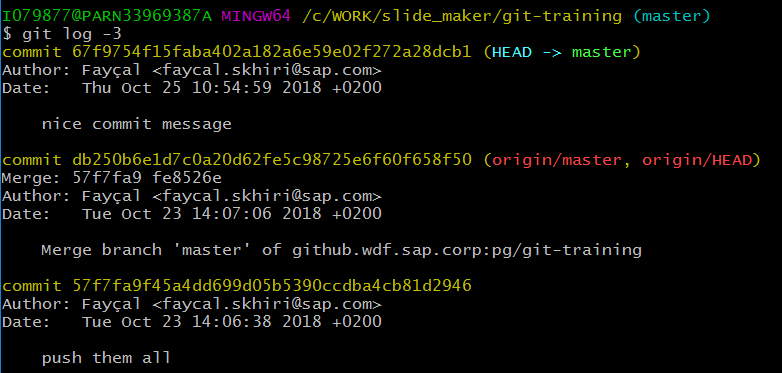 I079877@PARN33969387A MINGW64 /c/WORK/slide_maker/git-training (master)
$ git log -3
commit 67f9754f15faba402a182a6e59e02f272a28dcb1 (HEAD -> master)
Author: Fayçal <faycal.skhiri@sap.com>
Date:   Thu Oct 25 10:54:59 2018 +0200
nice commit message
commit db250b6e1d7c0a20d62fe5c98725e6f60f658f50 (origin/master, origin/HEAD)
Merge: 57f7fa9 fe8526e
Author: Fayçal <faycal.skhiri@sap.com>
Date:   Tue Oct 23 14:07:06 2018 +0200
Merge branch 'master' of github.wdf.sap.corp:pg/git-training
commit 57f7fa9f45a4dd699d05b5390ccdba4cb81d2946
Author: Fayçal <faycal.skhiri@sap.com>
Date:   Tue Oct 23 14:06:38 2018 +0200
push them all